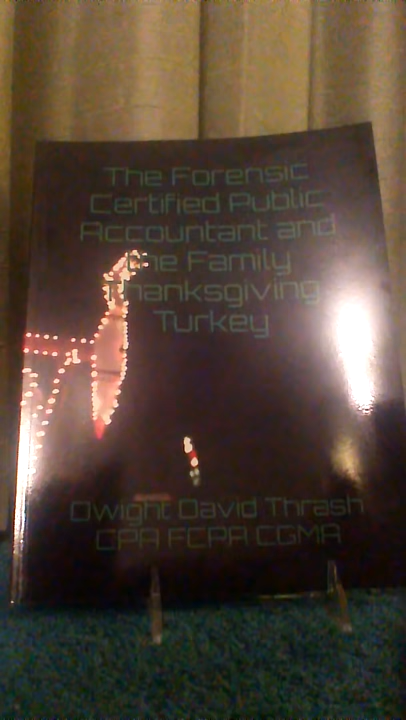 The Forensic
Certified Public
Accountant and
the Family
Thanksgiving
Turkey
Dwight David Thrash
CPA FCPA CGMA